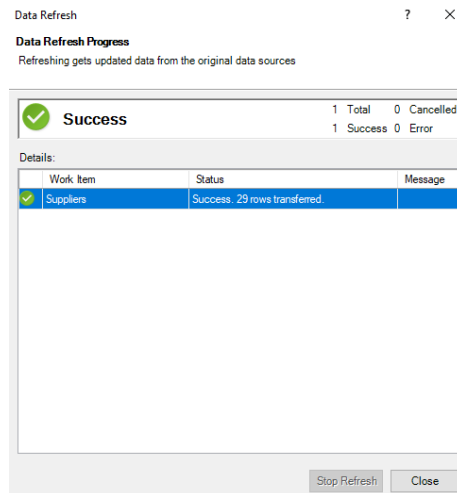 Data Refresh ?
Data Refresh Progress
Refreshing gets updated data from the original data sources
Success
1 Total 0 Cancelled
1 Success 0 Error
Details:
Work Item Status Message
Suppliers Success. 29 rows transferred.
Stop Refresh Close